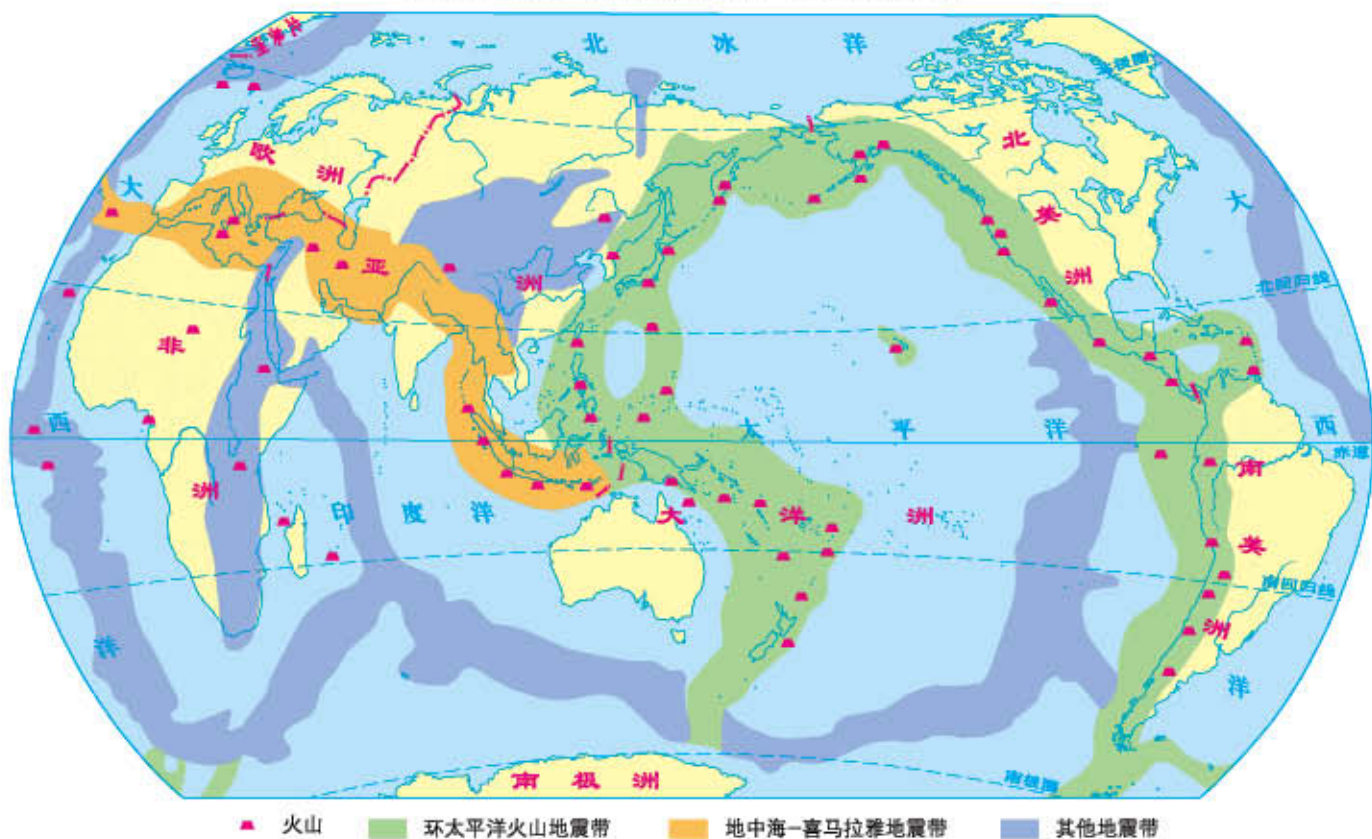 北冰洋
北极圈
欧洲
亚洲
北美洲
大西洋
大西洋
非洲
北回归线
太平洋
赤道
印度洋
大洋洲
南美洲
南回归线
南极圈
南极洲
火山
环太平洋火山地震带
地中海-喜马拉雅地震带
其他地震带